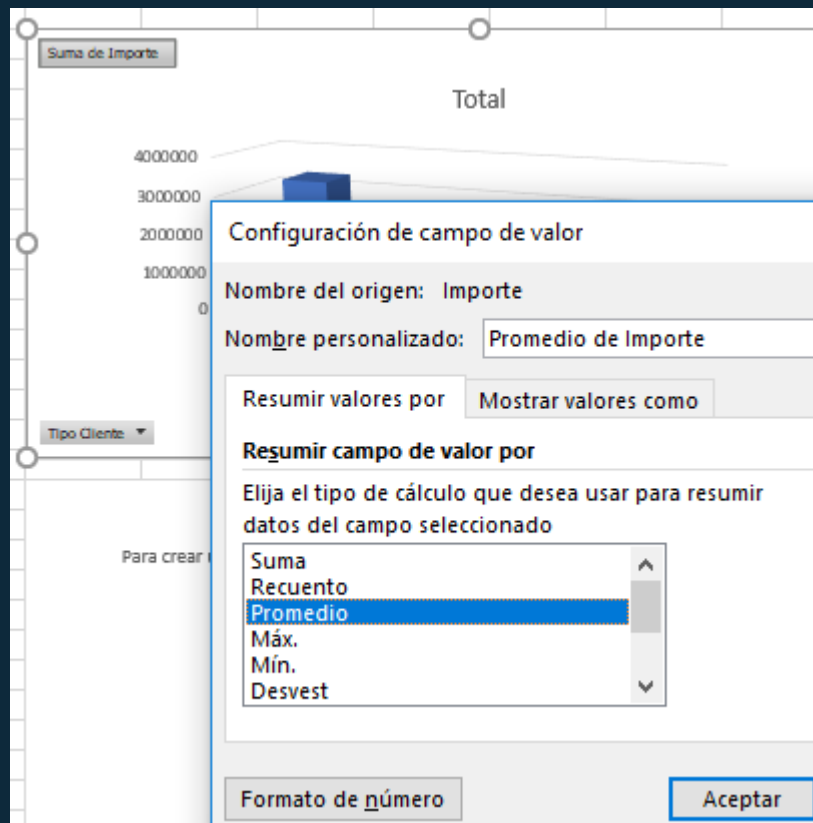 Suma de Importe
Total
4000000
3000000
2000000
1000000
0
Tipo Cliente
Para crear
Configuración de campo de valor
Nombre del origen: Importe
Nombre personalizado: Promedio de Importe
Resumir valores por
Mostrar valores como
Resumir campo de valor por
Elija el tipo de cálculo que desea usar para resumir
datos del campo seleccionado
Suma
Recuento
Promedio
Máx.
Mín.
Desvest
Formato de número
Aceptar